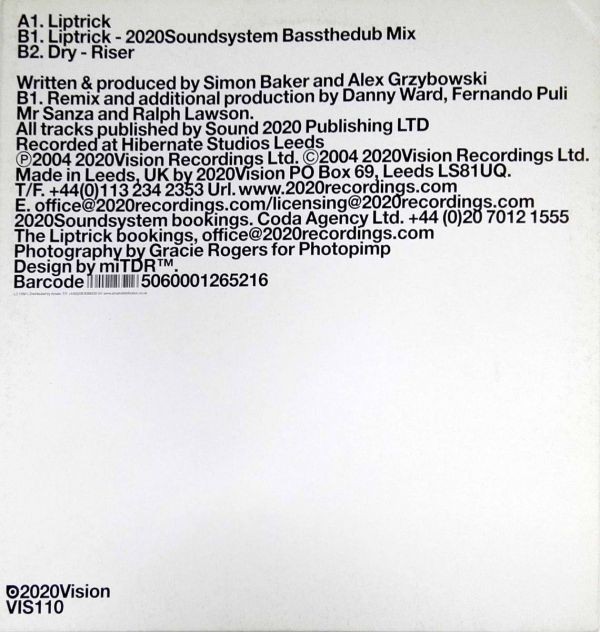 A1. Liptrick
B1. Liptrick - 2020Soundsystem Bassthedub Mix
B2. Dry - Riser
Written & produced by Simon Baker and Alex Grzybowski
B1. Remix and additional production by Danny Ward, Fernando Puli
Mr Sanza and Ralph Lawson.
All tracks published by Sound 2020 Publishing LTD
Recorded at Hibernate Studios Leeds
Ⓟ2004 2020Vision Recordings Ltd. ©2004 2020Vision Recordings Ltd.
Made in Leeds, UK by 2020Vision PO Box 69, Leeds LS81UQ.
T/F. +44(0)113 234 2353 Url. www.2020recordings.com
E. office@2020recordings.com/licensing@2020recordings.com
2020Soundsystem bookings. Coda Agency Ltd. +44 (0)20 7012 1555
The Liptrick bookings, office@2020recordings.com
Photography by Gracie Rogers for Photopimp
Design by miTDR™.
Barcode 5060001265216
2020Vision
VIS110